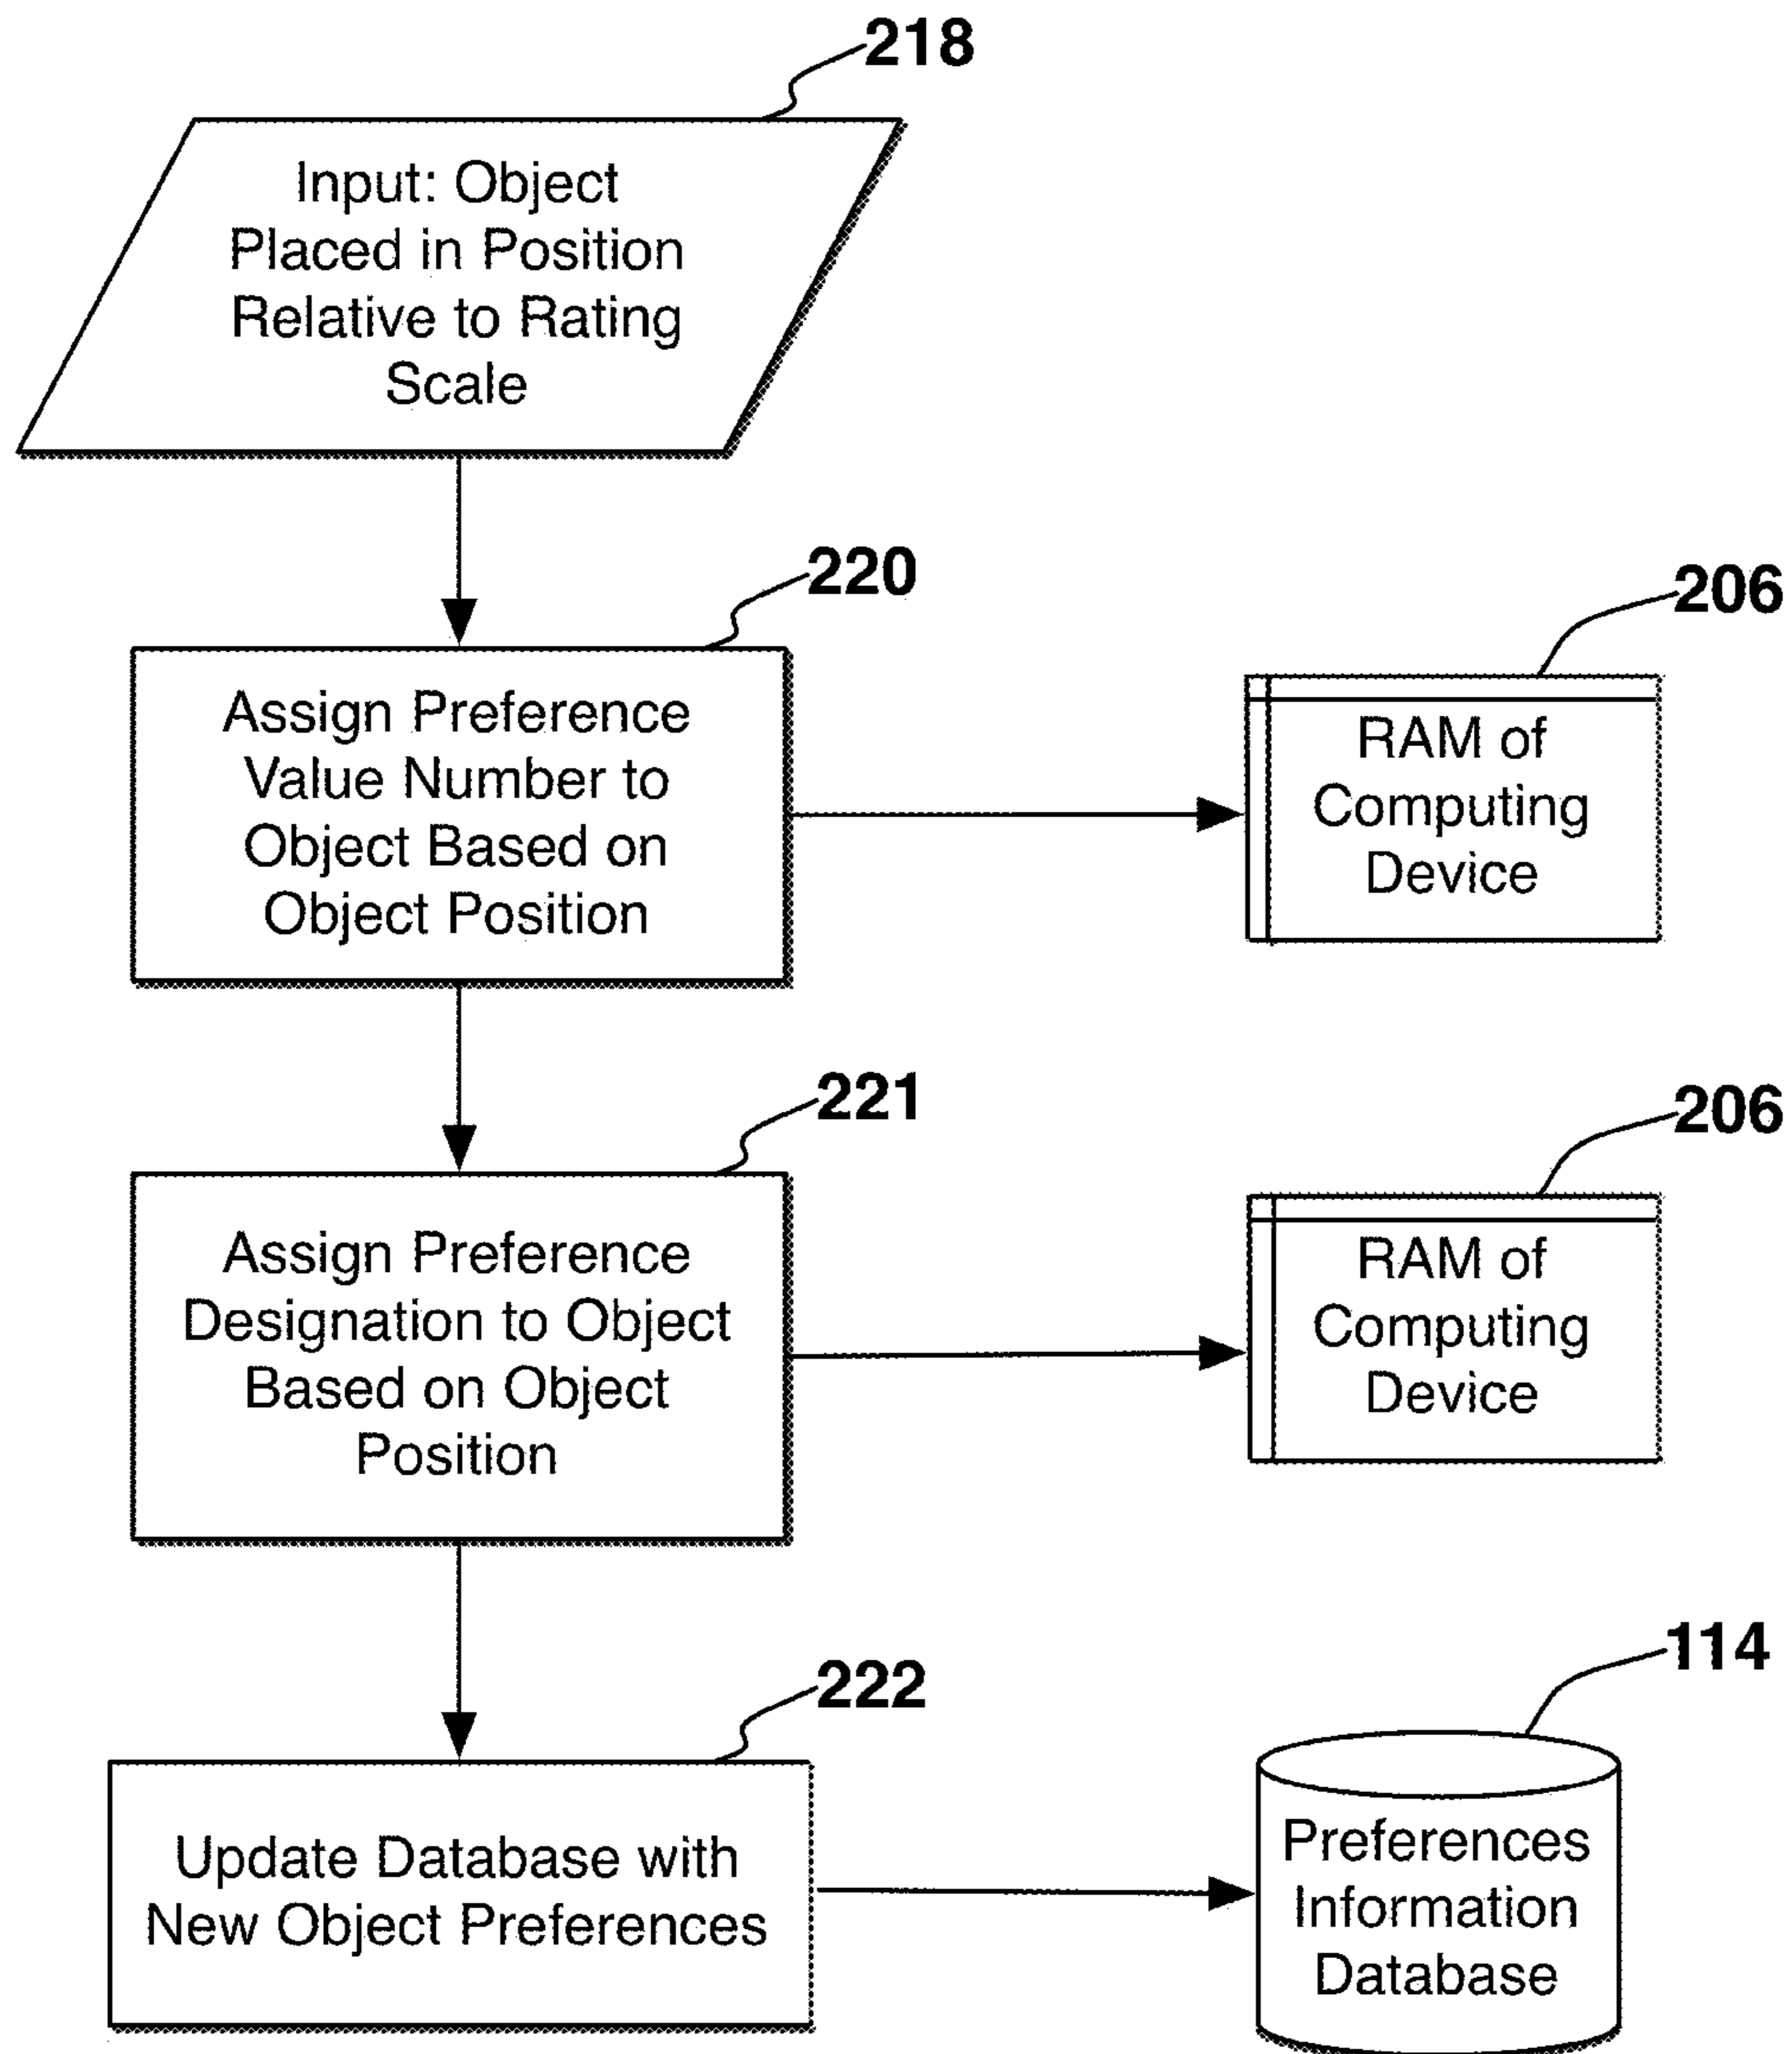 218
Input: Object
Placed in Position
Relative to Rating
Scale
220
Assign Preference
Value Number to
Object Based on
Object Position
206
RAM of
Computing
Device
221
Assign Preference
Designation to Object
Based on Object
Position
206
RAM of
Computing
Device
222
Update Database with
New Object Preferences
114
Preferences
Information
Database